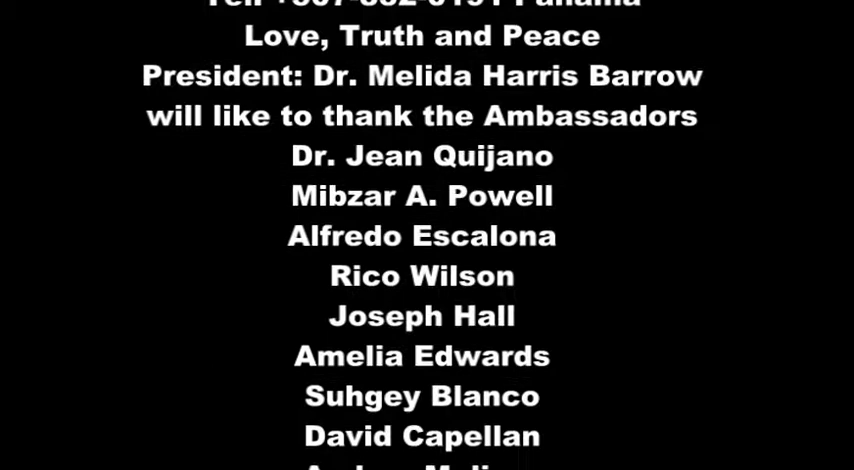 Panama
Love, Truth and Peace
President: Dr. Melida Harris Barrow
will like to thank the Ambassadors
Dr. Jean Quijano
Mibzar A. Powell
Alfredo Escalona
Rico Wilson
Joseph Hall
Amelia Edwards
Suhgey Blanco
David Capellan